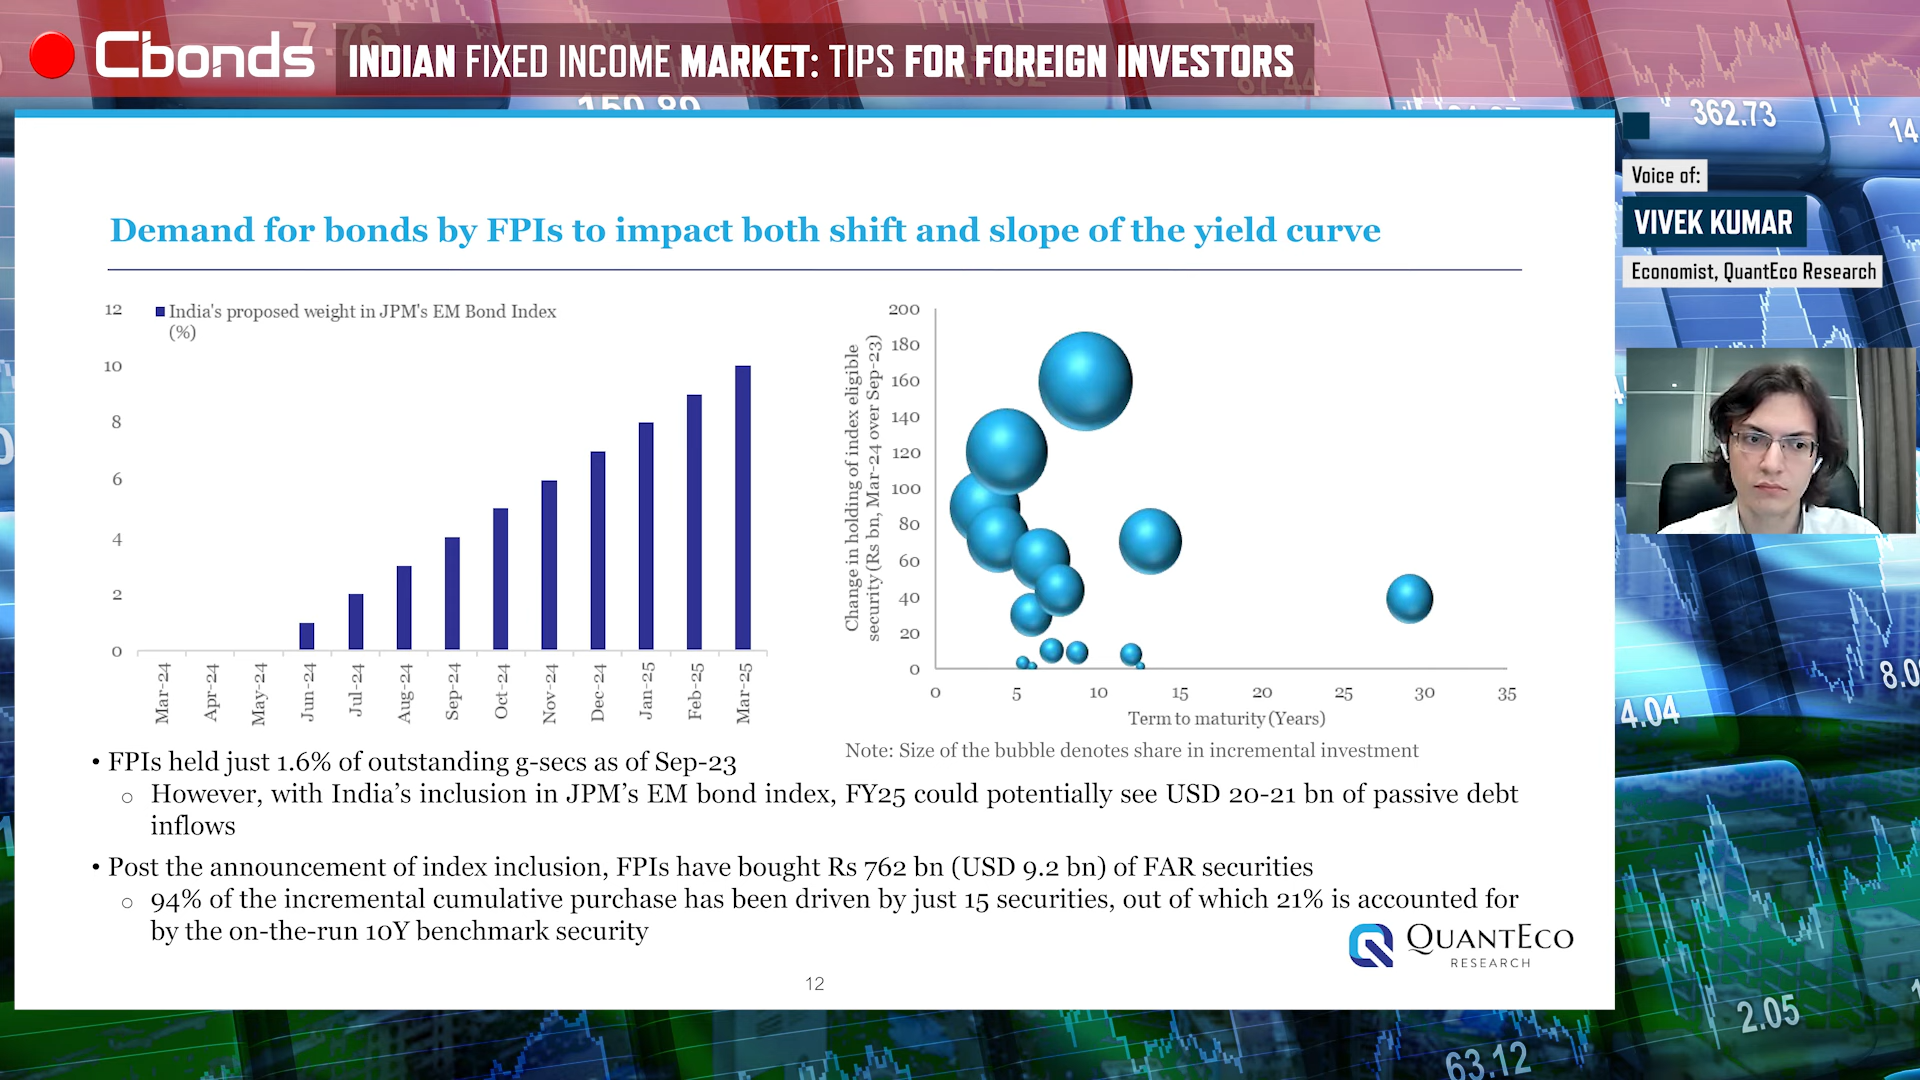 Cbonds
INDIAN FIXED INCOME MARKET: TIPS FOR FOREIGN INVESTORS
362.73
14
Voice of:
VIVEK KUMAR
Economist, QuantEco Research
Demand for bonds by FPIs to impact both shift and slope of the yield curve
India's proposed weight in JPM's EM Bond Index
(%)
12
10
8
6
4
2
0
Mar-24
Apr-24
May-24
Jun-24
Jul-24
Aug-24
Sep-24
Oct-24
Nov-24
Dec-24
Jan-25
Feb-25
Mar-25
Change in holding of index eligible
security (Rs bn, Mar-24 over Sep-23)
200
180
160
140
120
100
80
60
40
20
0
0 5 10 15 20 25 30 35
Term to maturity (Years)
Note: Size of the bubble denotes share in incremental investment
• FPIs held just 1.6% of outstanding g-secs as of Sep-23
o However, with India’s inclusion in JPM’s EM bond index, FY25 could potentially see USD 20-21 bn of passive debt
inflows
• Post the announcement of index inclusion, FPIs have bought Rs 762 bn (USD 9.2 bn) of FAR securities
o 94% of the incremental cumulative purchase has been driven by just 15 securities, out of which 21% is accounted for
by the on-the-run 10Y benchmark security
QUANTECO
RESEARCH
12
4.04
2.05
63.12